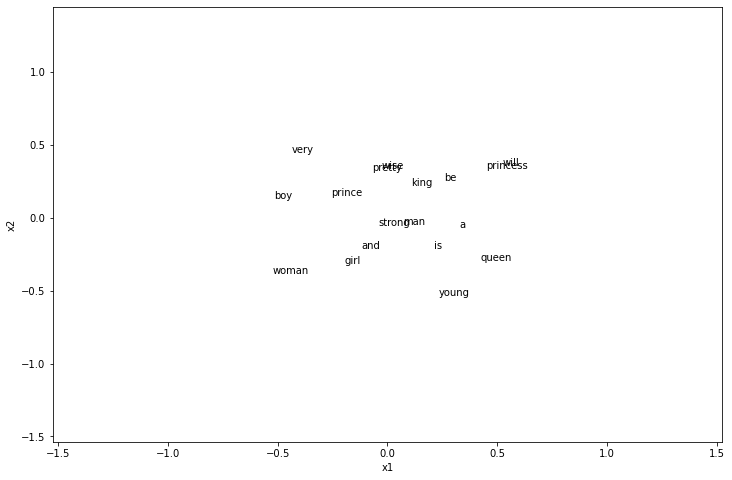 1.0
0.5
0.0
−0.5
−1.0
−1.5
x2
very
wise
pretty
will
princess
be
king
boy
prince
strong
man
a
and
is
girl
queen
woman
young
−1.5
−1.0
−0.5
0.0
0.5
1.0
1.5
x1